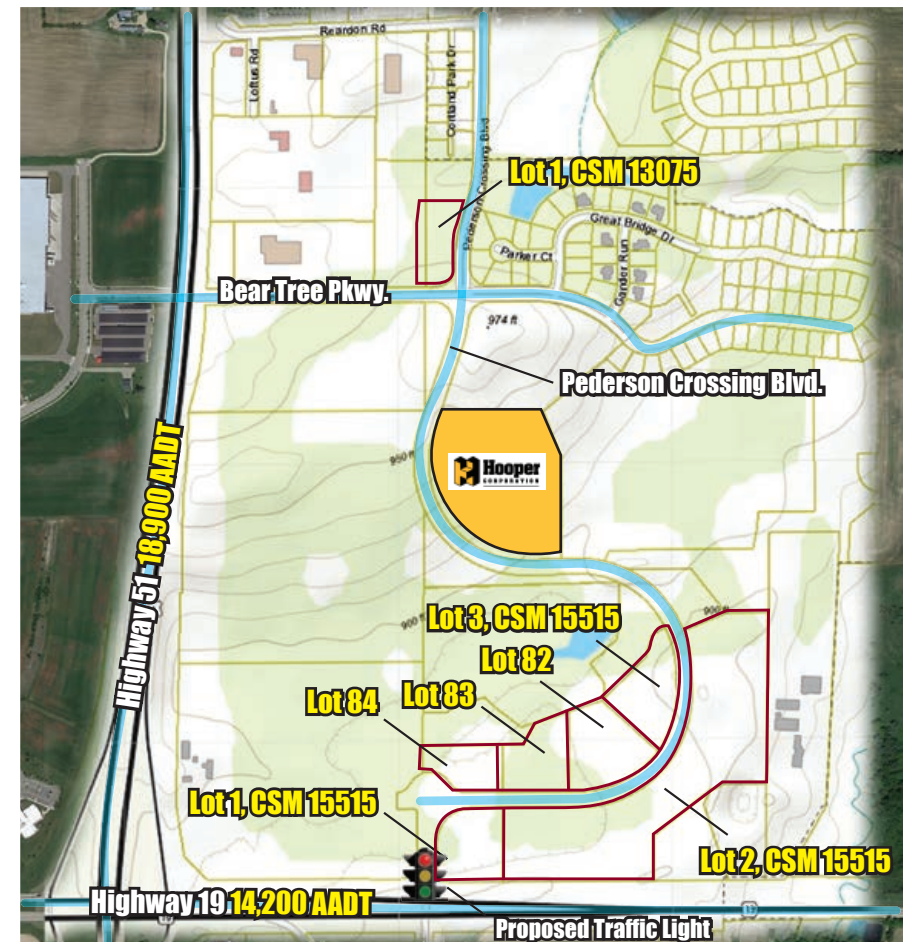 Reardon Rd
Loftus Rd
Cortland Park Dr
Pederson Crossing Blvd
Lot 1, CSM 13075
Great Bridge Dr
Parker Ct
Gander Run
Bear Tree Pkwy.
974 ft
Pederson Crossing Blvd.
950 ft
Hooper
CORPORATION
Highway 51 18,900 AADT
900 ft
900 ft
Lot 3, CSM 15515
Lot 82
Lot 83
Lot 84
Lot 1, CSM 15515
Lot 2, CSM 15515
Highway 19 14,200 AADT
Proposed Traffic Light